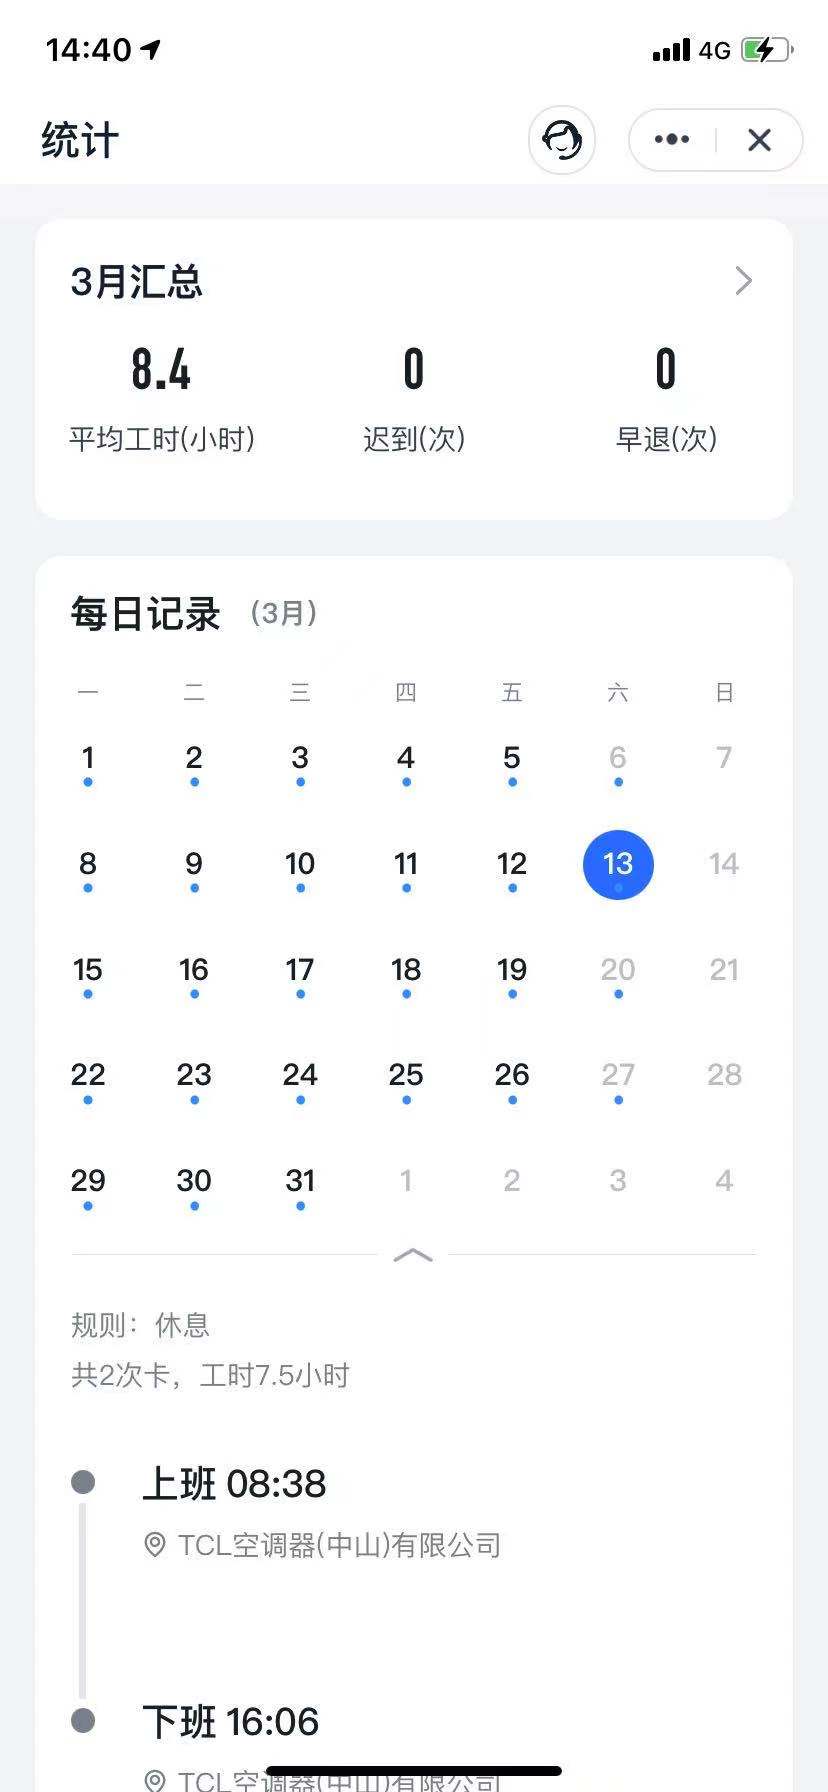 14:40 4G
统计
3月汇总
8.4 0 0
平均工时(小时) 迟到(次) 早退(次)
每日记录 (3月)
一 二 三 四 五 六 日
1 2 3 4 5 6 7
8 9 10 11 12 13 14
15 16 17 18 19 20 21
22 23 24 25 26 27 28
29 30 31 1 2 3 4
规则：休息
共2次卡，工时7.5小时
上班 08:38
TCL空调器(中山)有限公司
下班 16:06
TCL空调器(中山)有限公司